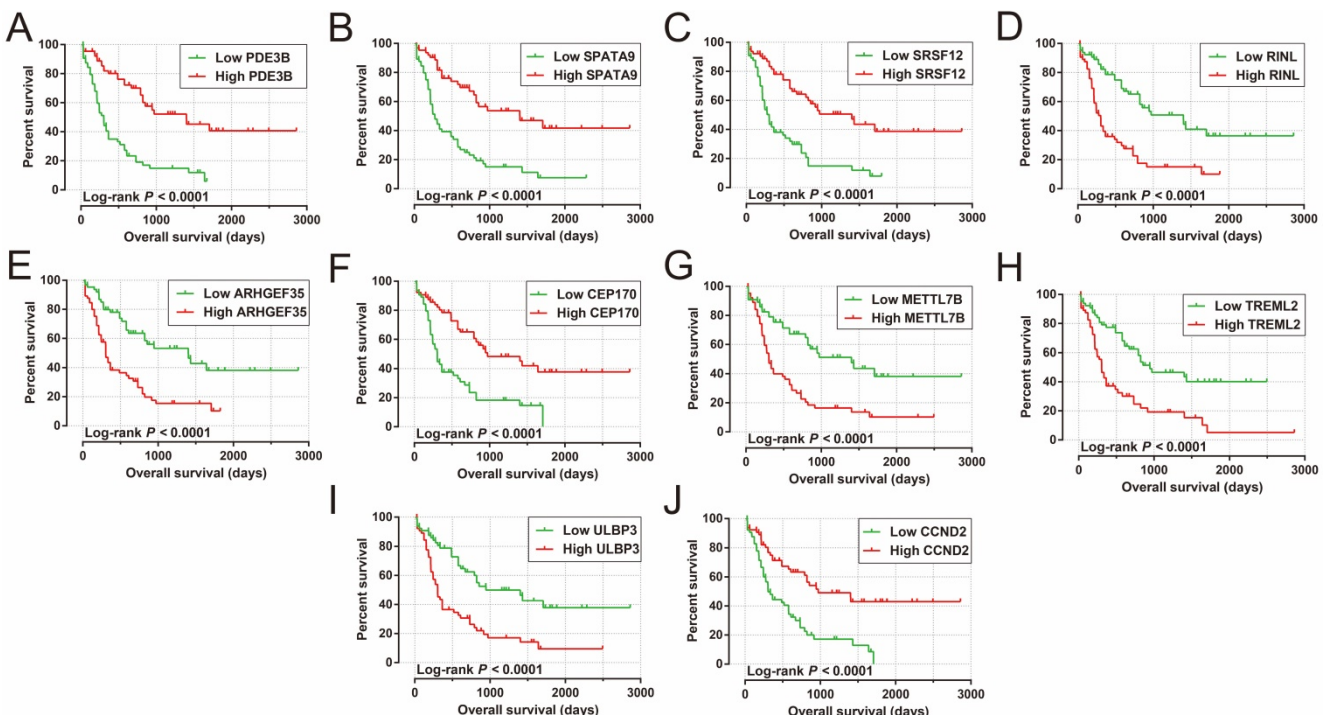 A
Percent survival
100
80
60
40
20
0
Low PDE3B
High PDE3B
Log-rank P < 0.0001
0 1000 2000 3000
Overall survival (days)
B
Percent survival
100
80
60
40
20
0
Low SPATA9
High SPATA9
Log-rank P < 0.0001
0 1000 2000 3000
Overall survival (days)
C
Percent survival
100
80
60
40
20
0
Low SRSF12
High SRSF12
Log-rank P < 0.0001
0 1000 2000 3000
Overall survival (days)
D
Percent survival
100
80
60
40
20
0
Low RINL
High RINL
Log-rank P < 0.0001
0 1000 2000 3000
Overall survival (days)
E
Percent survival
100
80
60
40
20
0
Low ARHGEF35
High ARHGEF35
Log-rank P < 0.0001
0 1000 2000 3000
Overall survival (days)
F
Percent survival
100
80
60
40
20
0
Low CEP170
High CEP170
Log-rank P < 0.0001
0 1000 2000 3000
Overall survival (days)
G
Percent survival
100
80
60
40
20
0
Low METTL7B
High METTL7B
Log-rank P < 0.0001
0 1000 2000 3000
Overall survival (days)
H
Percent survival
100
80
60
40
20
0
Low TREML2
High TREML2
Log-rank P < 0.0001
0 1000 2000 3000
Overall survival (days)
I
Percent survival
100
80
60
40
20
0
Low ULBP3
High ULBP3
Log-rank P < 0.0001
0 1000 2000 3000
Overall survival (days)
J
Percent survival
100
80
60
40
20
0
Low CCND2
High CCND2
Log-rank P < 0.0001
0 1000 2000 3000
Overall survival (days)